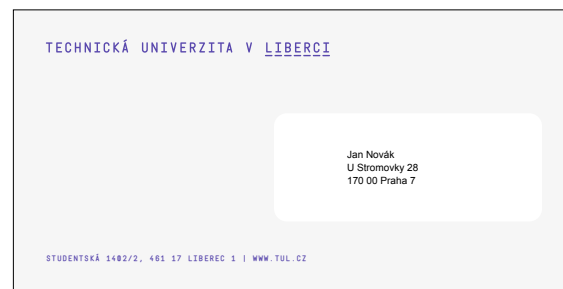 TECHNICKÁ UNIVERZITA V LIBERCI
Jan Novák
U Stromovky 28
170 00 Praha 7
STUDENTSKÁ 1402/2, 461 17 LIBEREC 1 | WWW.TUL.CZ